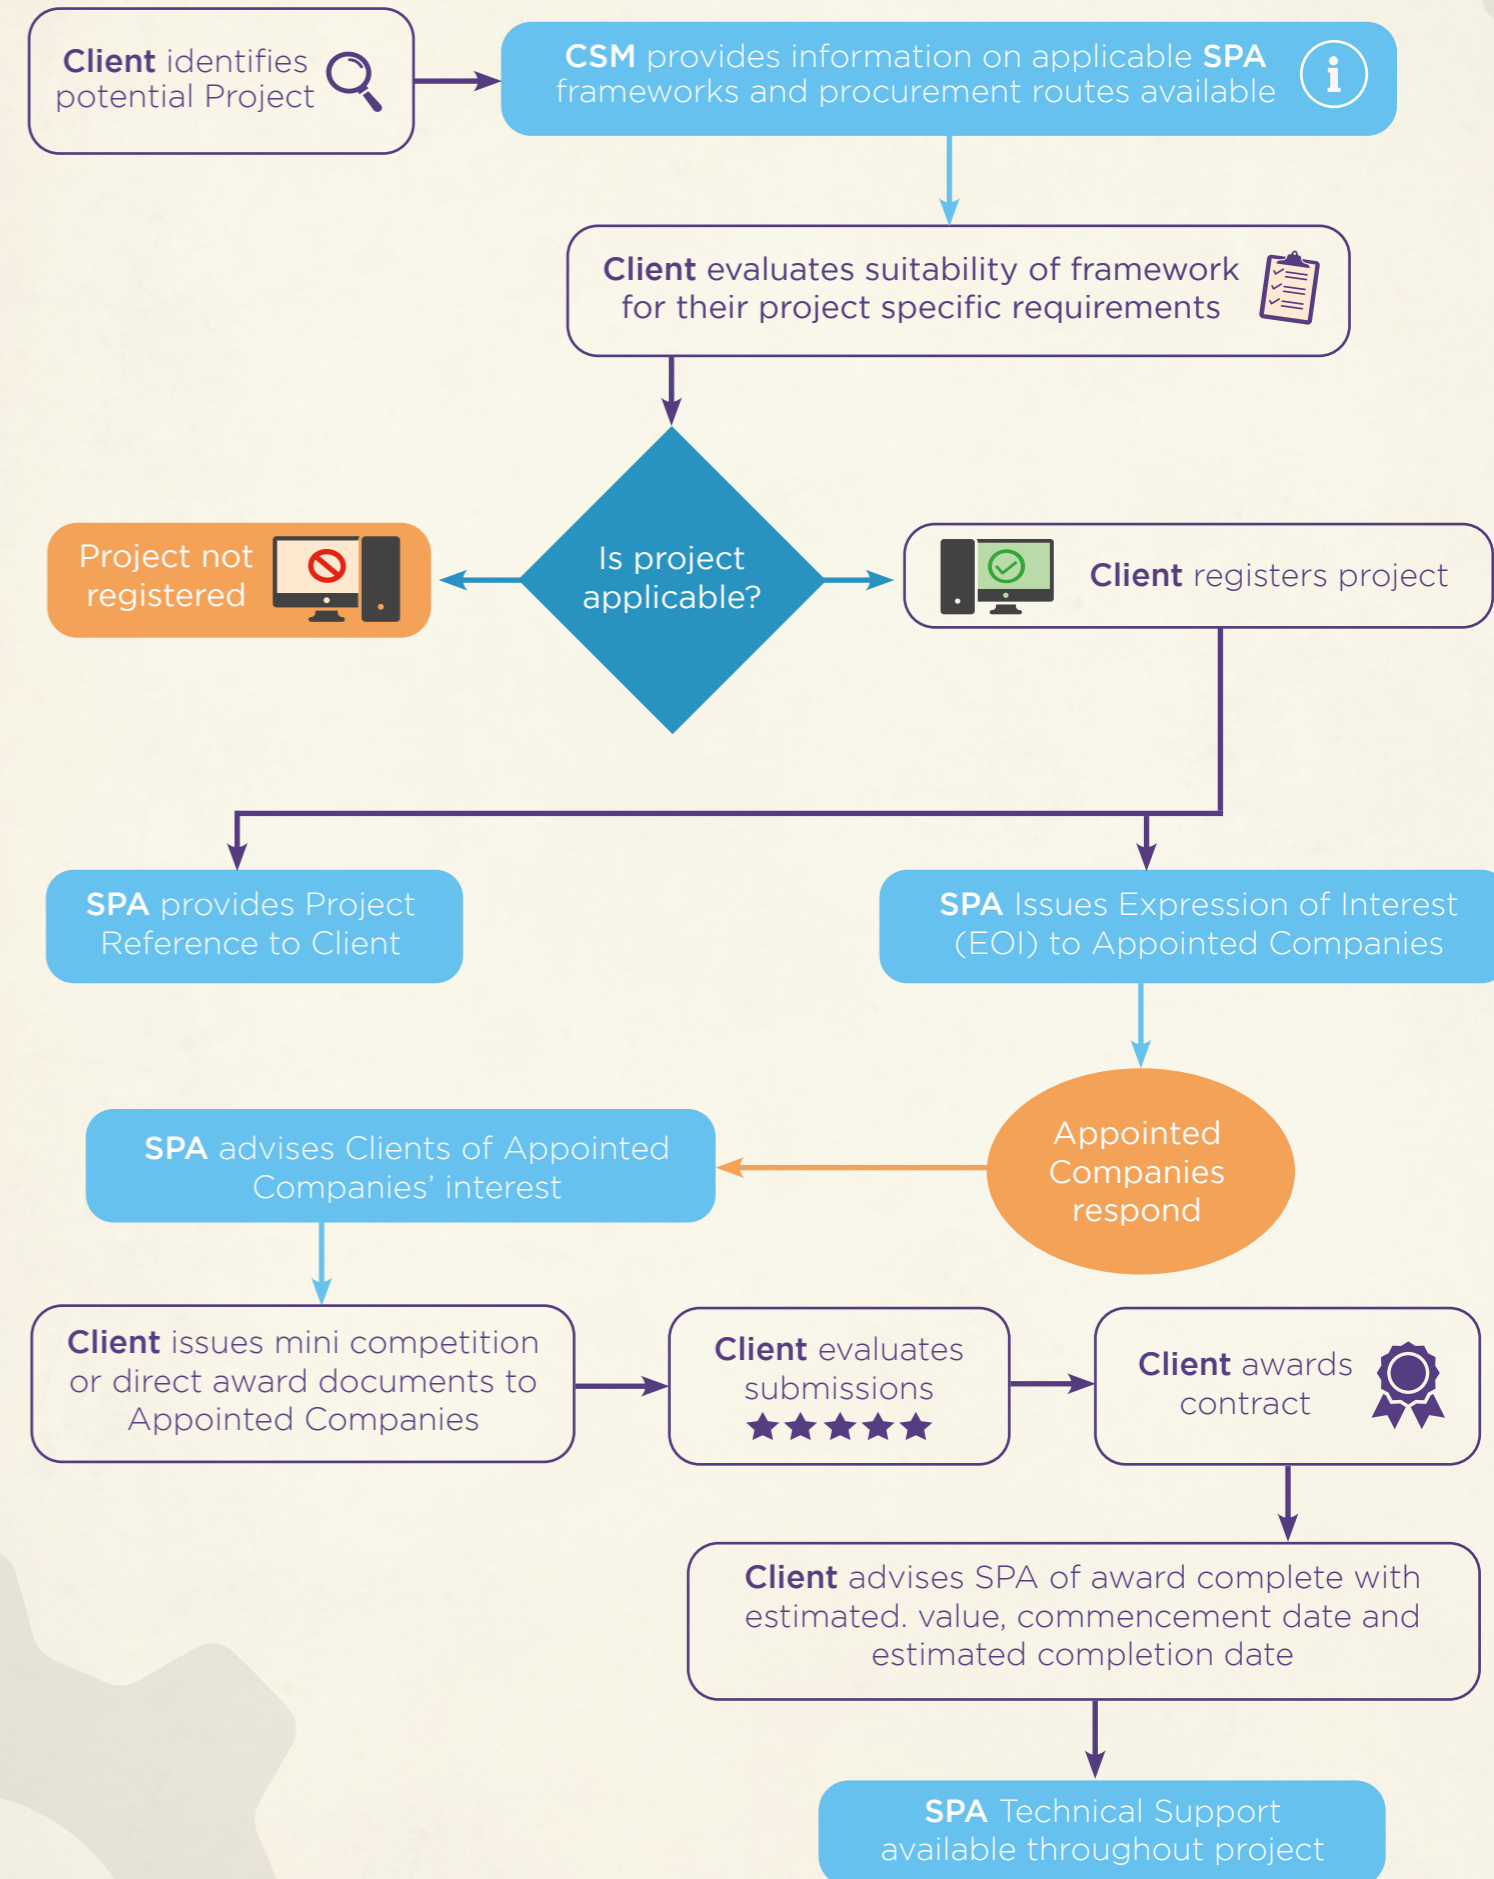 Client identifies
potential Project
CSM provides information on applicable SPA
frameworks and procurement routes available
i
Client evaluates suitability of framework
for their project specific requirements
Project not
registered
Is project
applicable?
Client registers project
SPA provides Project
Reference to Client
SPA Issues Expression of Interest
(EOI) to Appointed Companies
Appointed
Companies
respond
SPA advises Clients of Appointed
Companies’ interest
Client issues mini competition
or direct award documents to
Appointed Companies
Client evaluates
submissions
Client awards
contract
Client advises SPA of award complete with
estimated. value, commencement date and
estimated completion date
SPA Technical Support
available throughout project